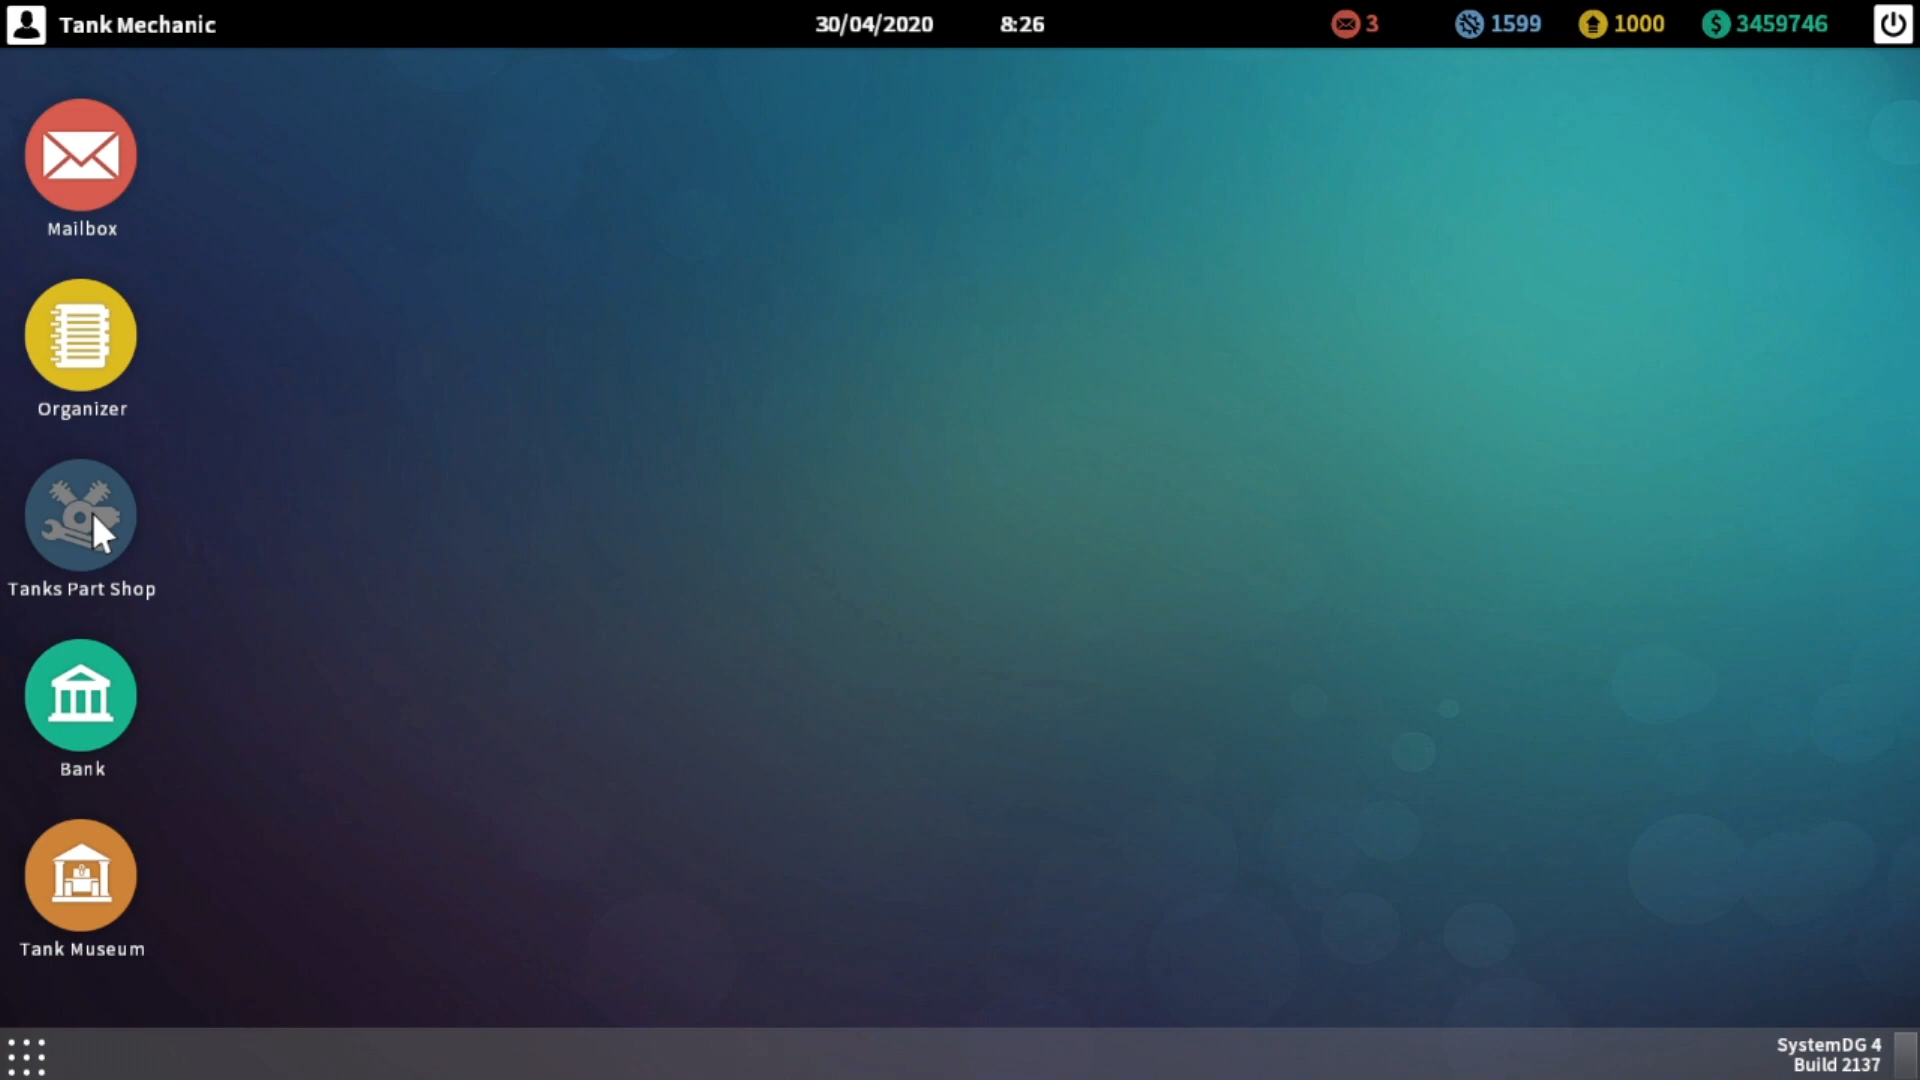 Tank Mechanic
30/04/2020
8:26
3
1599
1000
3459746
Mailbox
Organizer
Tanks Part Shop
Bank
Tank Museum
SystemDG 4
Build 2137